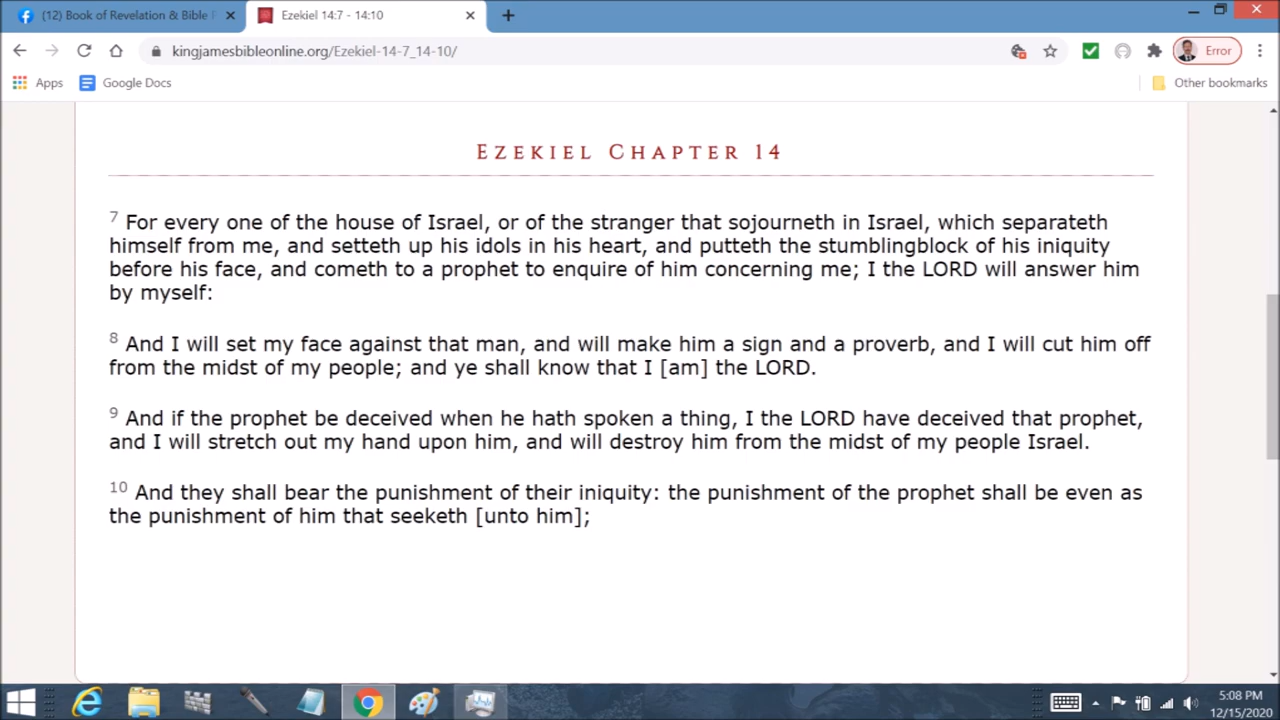 (12) Book of Revelation & Bible P
Ezekiel 14:7 - 14:10
kingjamesbibleonline.org/Ezekiel-14-7_14-10/
Error
Apps
Google Docs
Other bookmarks
EZEKIEL CHAPTER 14
7 For every one of the house of Israel, or of the stranger that sojourneth in Israel, which separateth
himself from me, and setteth up his idols in his heart, and putteth the stumblingblock of his iniquity
before his face, and cometh to a prophet to enquire of him concerning me; I the LORD will answer him
by myself:
8 And I will set my face against that man, and will make him a sign and a proverb, and I will cut him off
from the midst of my people; and ye shall know that I [am] the LORD.
9 And if the prophet be deceived when he hath spoken a thing, I the LORD have deceived that prophet,
and I will stretch out my hand upon him, and will destroy him from the midst of my people Israel.
10 And they shall bear the punishment of their iniquity: the punishment of the prophet shall be even as
the punishment of him that seeketh [unto him];
5:08 PM
12/15/2020